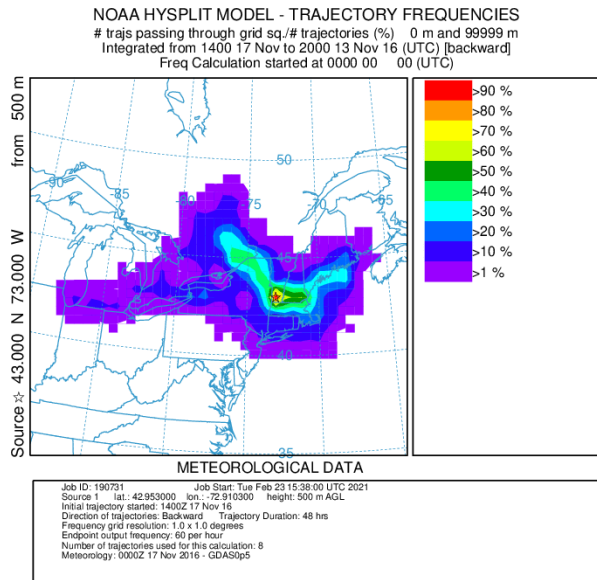 NOAA HYSPLIT MODEL - TRAJECTORY FREQUENCIES
# trajs passing through grid sq./# trajectories (%) 0 m and 99999 m
Integrated from 1400 17 Nov to 2000 13 Nov 16 (UTC) [backward]
Freq Calculation started at 0000 00 00 (UTC)
Source ☆ 43.000 N 73.000 W from 500 m
-90
-85
-80
-75
-70
50
45
40
35
>90 %
>80 %
>70 %
>60 %
>50 %
>40 %
>30 %
>20 %
>10 %
>1 %
METEOROLOGICAL DATA
Job ID: 190731 Job Start: Tue Feb 23 15:38:00 UTC 2021
Source 1 lat.: 42.953000 lon.: -72.910300 height: 500 m AGL
Initial trajectory started: 1400Z 17 Nov 16
Direction of trajectories: Backward Trajectory Duration: 48 hrs
Frequency grid resolution: 1.0 x 1.0 degrees
Endpoint output frequency: 60 per hour
Number of trajectories used for this calculation: 8
Meteorology: 0000Z 17 Nov 2016 - GDAS0p5